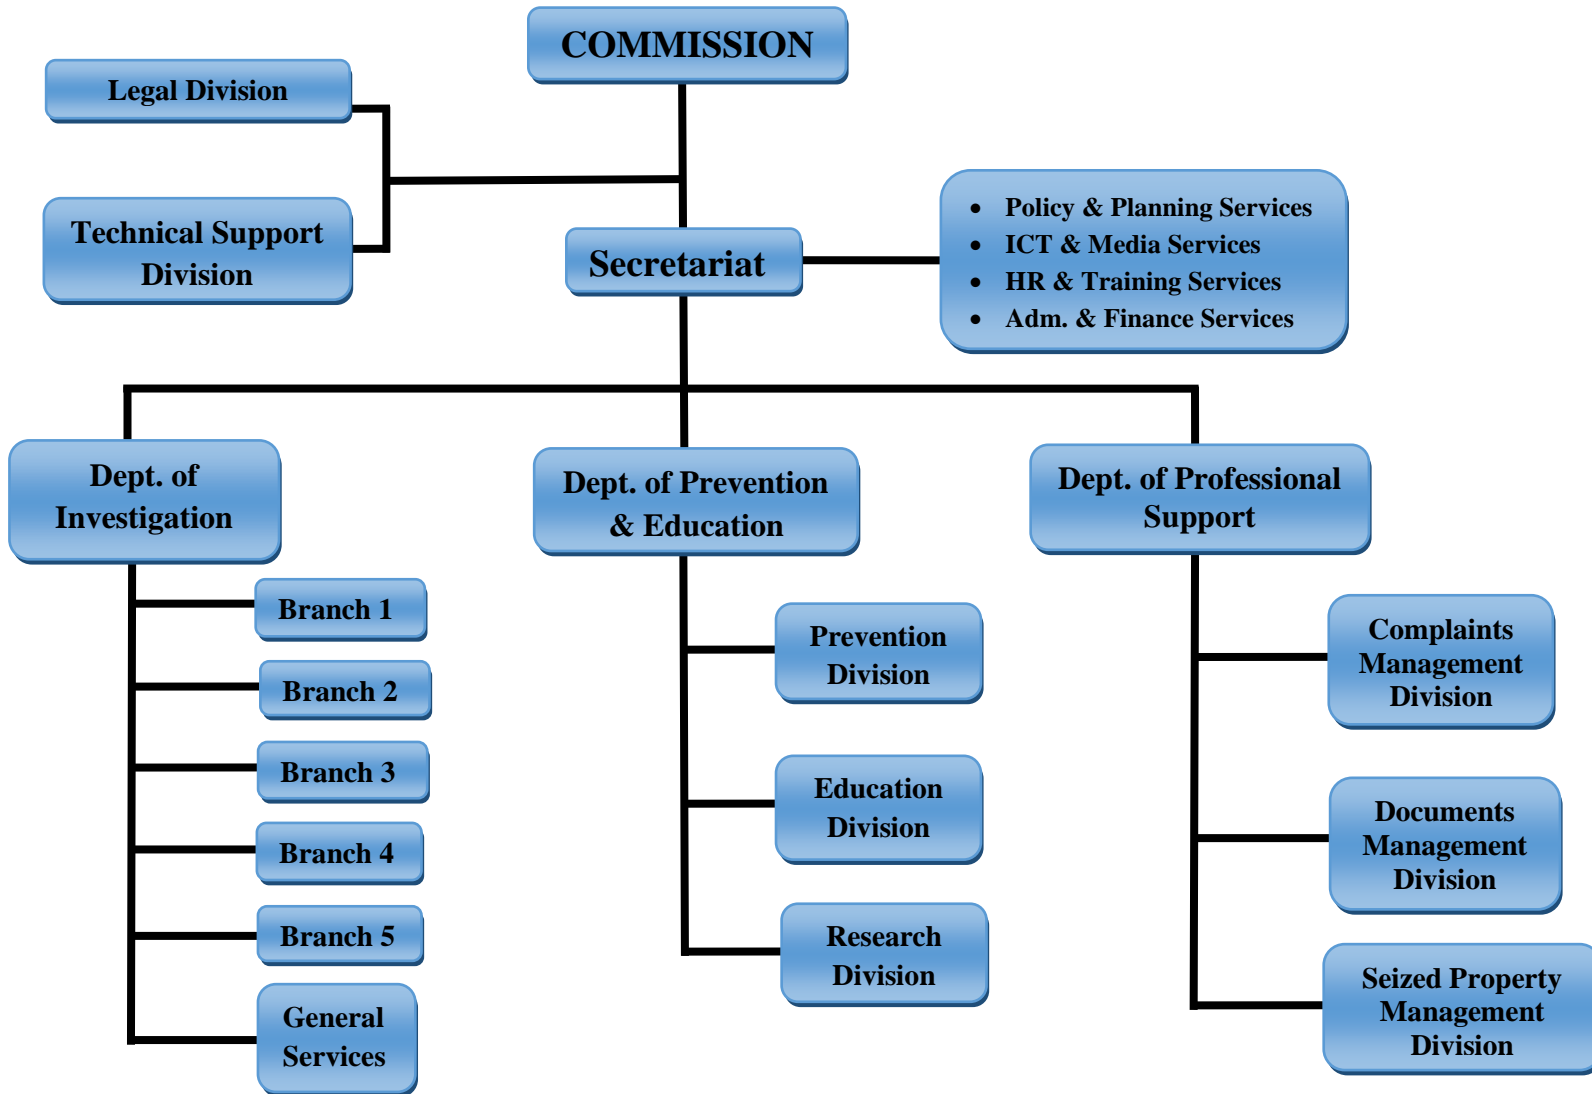 COMMISSION
Legal Division
Technical Support
Division
Secretariat
• Policy & Planning Services
• ICT & Media Services
• HR & Training Services
• Adm. & Finance Services
Dept. of
Investigation
Branch 1
Branch 2
Branch 3
Branch 4
Branch 5
General
Services
Dept. of Prevention
& Education
Prevention
Division
Education
Division
Research
Division
Dept. of Professional
Support
Complaints
Management
Division
Documents
Management
Division
Seized Property
Management
Division